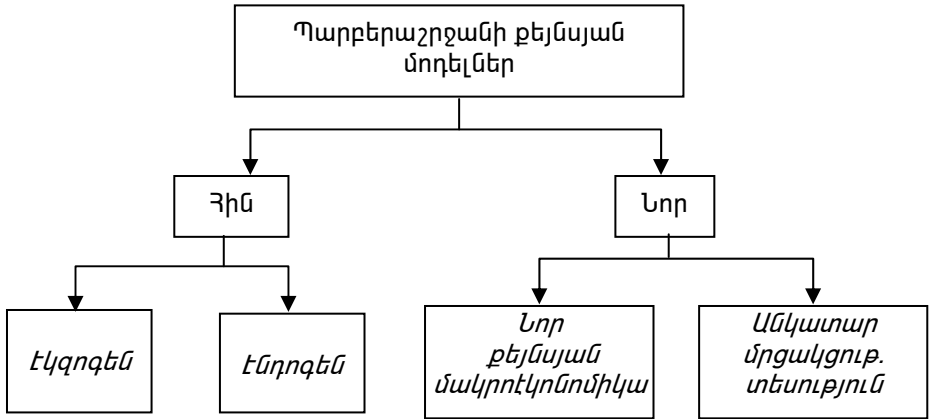 Պարբերաշրջանի քեյնսյան
մոդելներ
Հին
Նոր
էկզոգեն
էնդոգեն
Նոր
քեյնսյան
մակրոէկոնոմիկա
Անկատար
մրցակցութ.
տեսություն